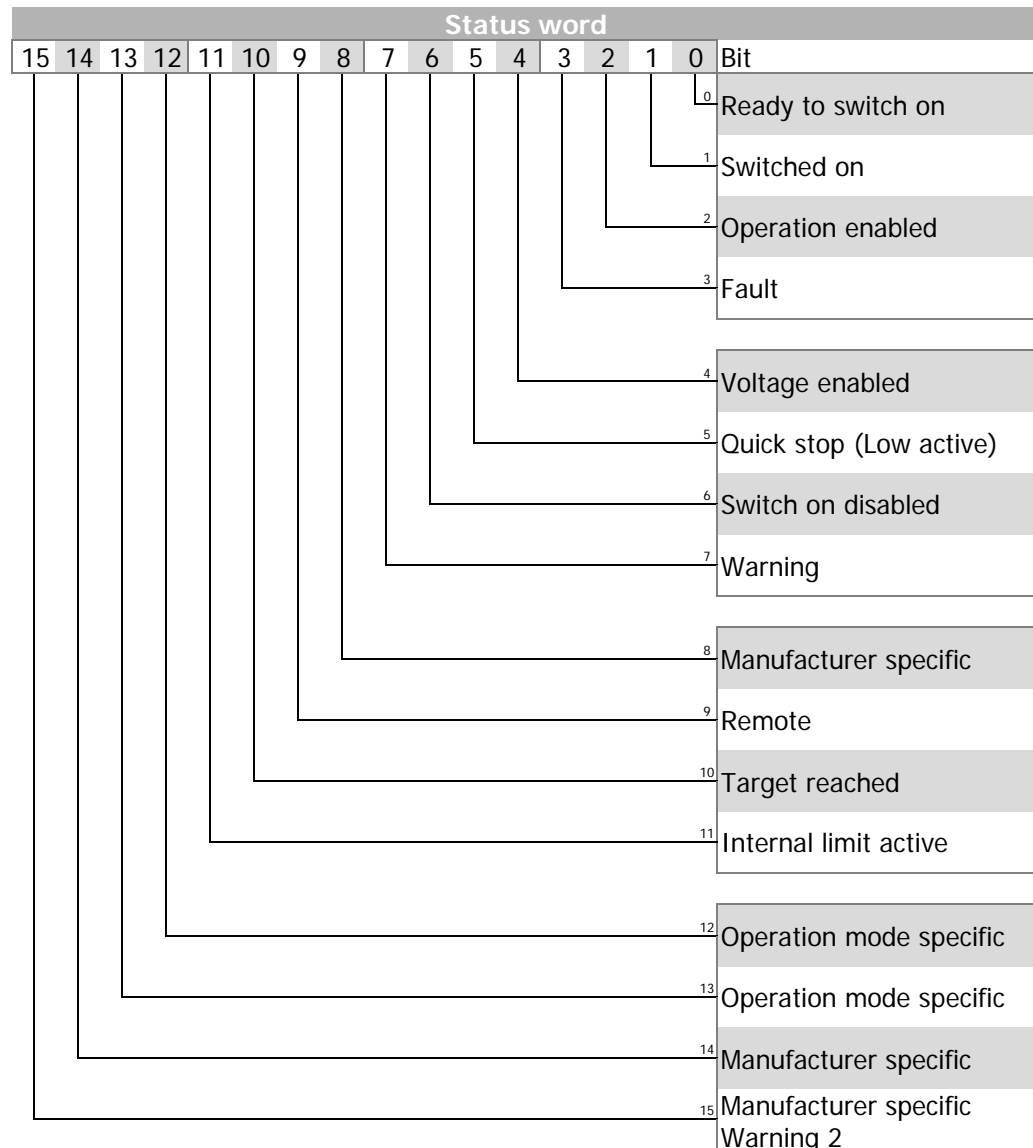 Status word
15 14 13 12 11 10 9 8 7 6 5 4 3 2 1 0 Bit
0 Ready to switch on
1 Switched on
2 Operation enabled
3 Fault
4 Voltage enabled
5 Quick stop (Low active)
6 Switch on disabled
7 Warning
8 Manufacturer specific
9 Remote
10 Target reached
11 Internal limit active
12 Operation mode specific
13 Operation mode specific
14 Manufacturer specific
15 Manufacturer specific
Warning 2